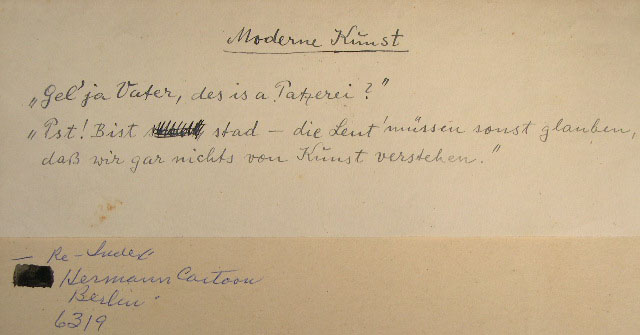 Moderne Kunst
„Gel' ja Vater, des is a Patzerei?"
„Pst! Bist stad – die Leut' müssen sonst glauben,
daß wir gar nichts von Kunst verstehen."
– Re-Index
Hermann Cartoon
Berlin
6319